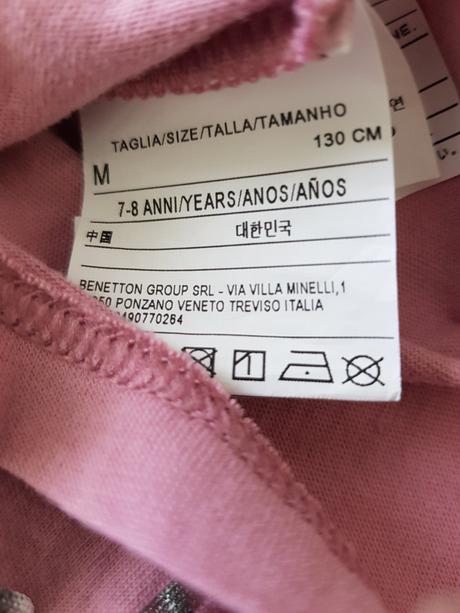 TAGLIA/SIZE/TALLA/TAMANHO
M 130 CM
7-8 ANNI/YEARS/ANOS/AÑOS
中国 대한민국
BENETTON GROUP SRL - VIA VILLA MINELLI,1
PONZANO VENETO TREVISO ITALIA
0490770264